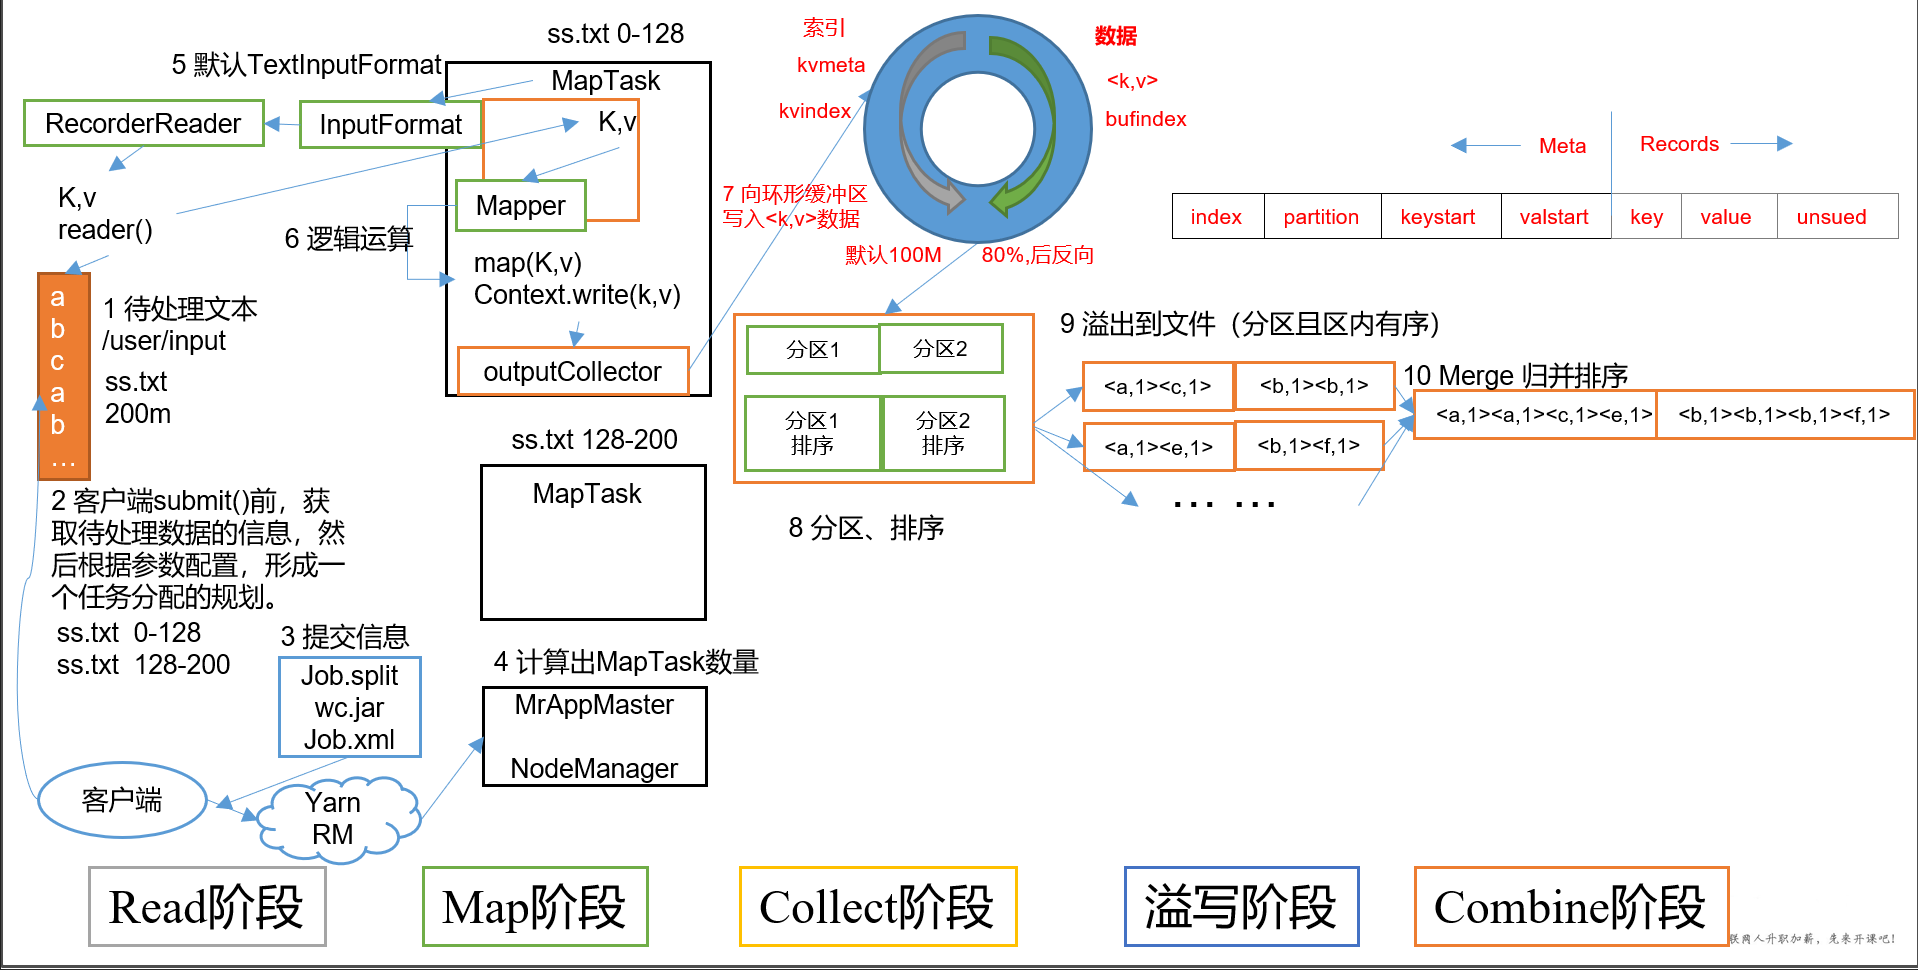 ss.txt 0-128
5 默认TextInputFormat
MapTask
RecorderReader
InputFormat
K,v
K,v
reader()
Mapper
6 逻辑运算
map(K,v)
Context.write(k,v)
outputCollector
a
b
c
a
b
...
1 待处理文本
/user/input
ss.txt
200m
2 客户端submit()前，获
取待处理数据的信息，然
后根据参数配置，形成一
个任务分配的规划。
ss.txt 0-128
ss.txt 128-200
3 提交信息
Job.split
wc.jar
Job.xml
客户端
Yarn
RM
ss.txt 128-200
MapTask
4 计算出MapTask数量
MrAppMaster
NodeManager
索引
kvmeta
kvindex
数据
<k,v>
bufindex
7 向环形缓冲区
写入<k,v>数据
默认100M
80%,后反向
Meta
Records
index partition keystart valstart key value unsued
分区1 分区2
分区1
排序
分区2
排序
8 分区、排序
9 溢出到文件（分区且区内有序）
<a,1><c,1> <b,1><b,1>
<a,1><e,1> <b,1><f,1>
... ...
10 Merge 归并排序
<a,1><a,1><c,1><e,1> <b,1><b,1><b,1><f,1>
Read阶段
Map阶段
Collect阶段
溢写阶段
Combine阶段
联网人升职加薪，先来开课吧！